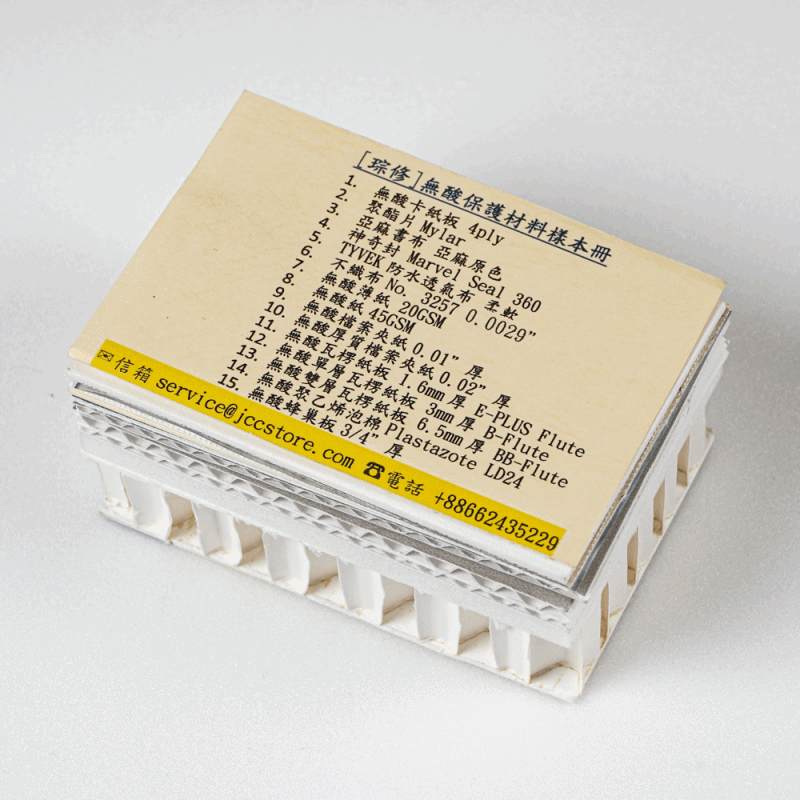 [琮修]無酸保護材料樣本冊
1. 無酸卡紙板 4ply
2. 聚酯片 Mylar
3. 亞麻書布 亞麻原色
4. 神奇封 Marvel Seal 360
5. TYVEK 防水透氣布 柔軟
6. 不織布 No. 3257 0.0029"
7. 無酸薄紙 20GSM
8. 無酸紙 45GSM
9. 無酸檔案夾紙 0.01" 厚
10. 無酸厚質檔案夾紙 0.02" 厚
11. 無酸瓦楞紙板 1.6mm 厚 E-PLUS Flute
12. 無酸單層瓦楞紙板 3mm 厚 B-Flute
13. 無酸雙層瓦楞紙板 6.5mm 厚 BB-Flute
14. 無酸聚乙烯泡棉 Plastazote LD24
15. 無酸蜂巢板 3/4" 厚
✉信箱 service@jccstore.com ☎電話 +88662435229